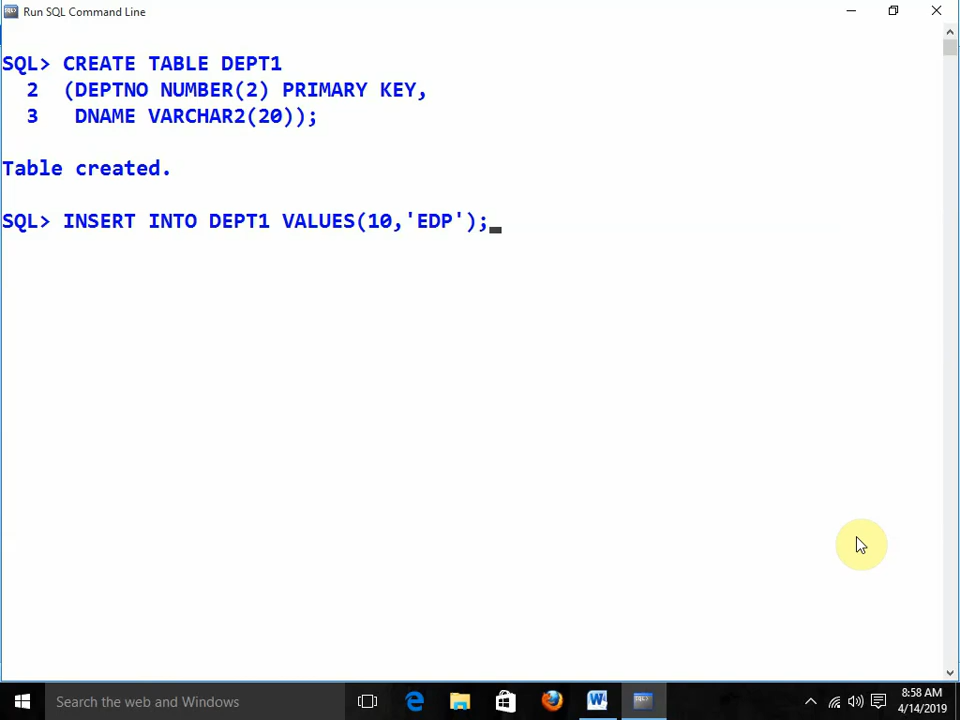 Run SQL Command Line
SQL> CREATE TABLE DEPT1
  2  (DEPTNO NUMBER(2) PRIMARY KEY,
  3   DNAME VARCHAR2(20));
Table created.
SQL> INSERT INTO DEPT1 VALUES(10,'EDP');
Search the web and Windows
8:58 AM
4/14/2019